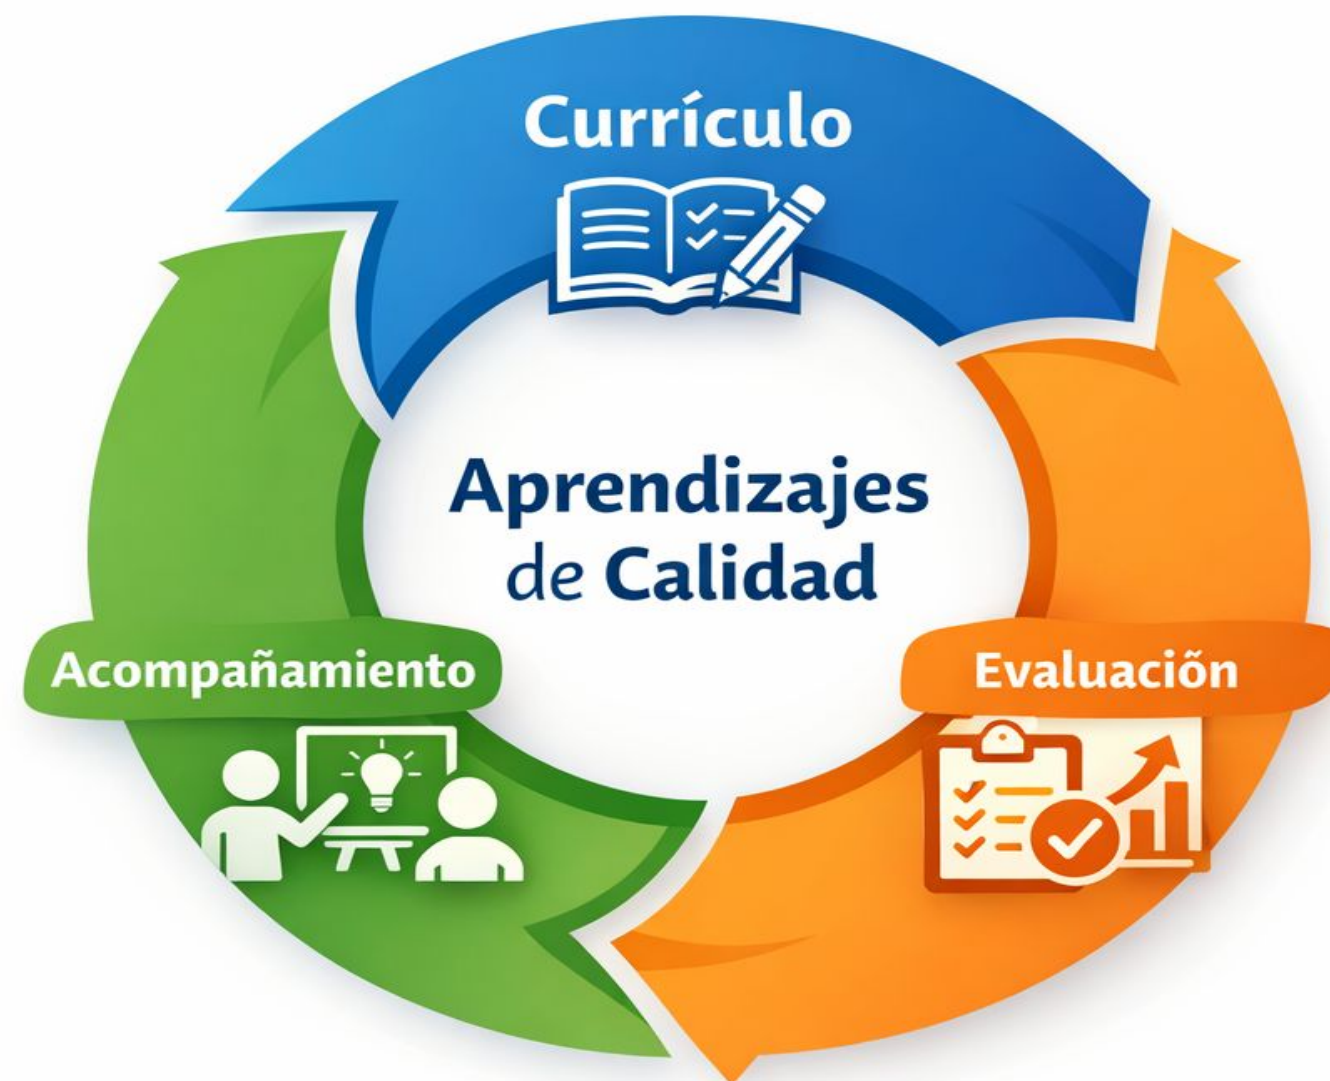 Currículo
Aprendizajes
de Calidad
Acompañamiento
Evaluaciõn